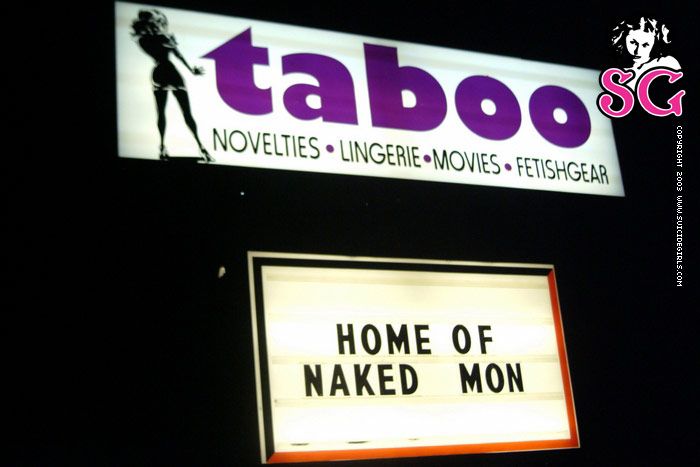 taboo
NOVELTIES • LINGERIE • MOVIES • FETISHGEAR
HOME OF
NAKED MON
SG
COPYRIGHT 2003 WWW.SUICIDEGIRLS.COM